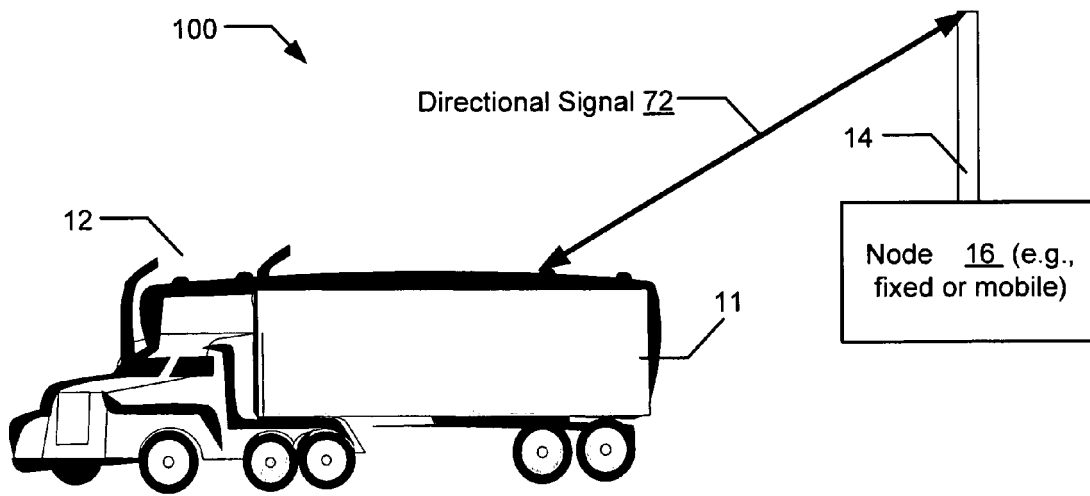 100
Directional Signal 72
14
12
Node 16 (e.g.,
fixed or mobile)
11